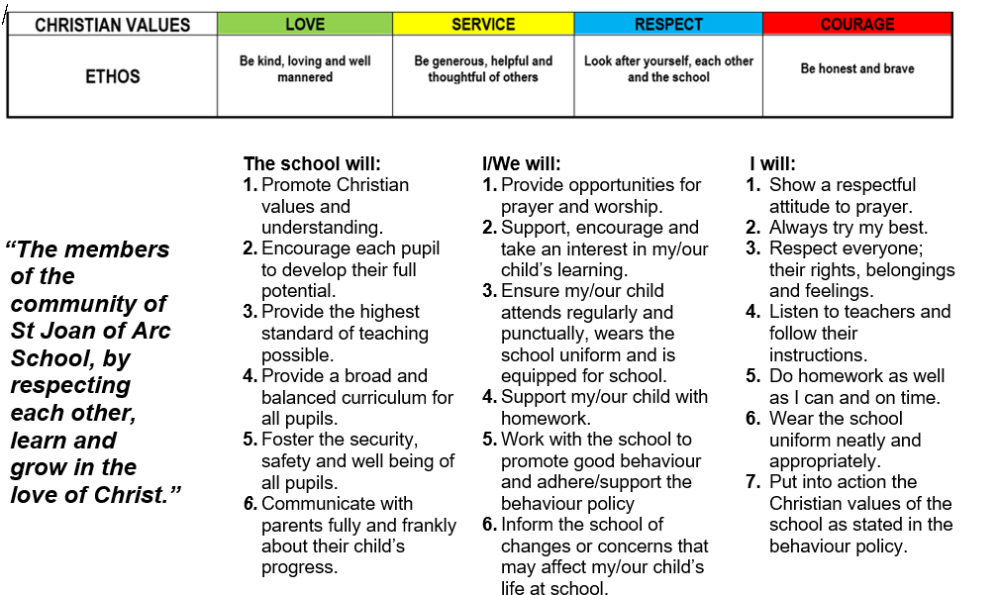 CHRISTIAN VALUES LOVE SERVICE RESPECT COURAGE
ETHOS
Be kind, loving and well
mannered
Be generous, helpful and
thoughtful of others
Look after yourself, each other
and the school
Be honest and brave
“The members
of the
community of
St Joan of Arc
School, by
respecting
each other,
learn and
grow in the
love of Christ.”
The school will:
1. Promote Christian
values and
understanding.
2. Encourage each pupil
to develop their full
potential.
3. Provide the highest
standard of teaching
possible.
4. Provide a broad and
balanced curriculum for
all pupils.
5. Foster the security,
safety and well being of
all pupils.
6. Communicate with
parents fully and frankly
about their child’s
progress.
I/We will:
1. Provide opportunities for
prayer and worship.
2. Support, encourage and
take an interest in my/our
child’s learning.
3. Ensure my/our child
attends regularly and
punctually, wears the
school uniform and is
equipped for school.
4. Support my/our child with
homework.
5. Work with the school to
promote good behaviour
and adhere/support the
behaviour policy
6. Inform the school of
changes or concerns that
may affect my/our child’s
life at school.
I will:
1. Show a respectful
attitude to prayer.
2. Always try my best.
3. Respect everyone;
their rights, belongings
and feelings.
4. Listen to teachers and
follow their
instructions.
5. Do homework as well
as I can and on time.
6. Wear the school
uniform neatly and
appropriately.
7. Put into action the
Christian values of the
school as stated in the
behaviour policy.